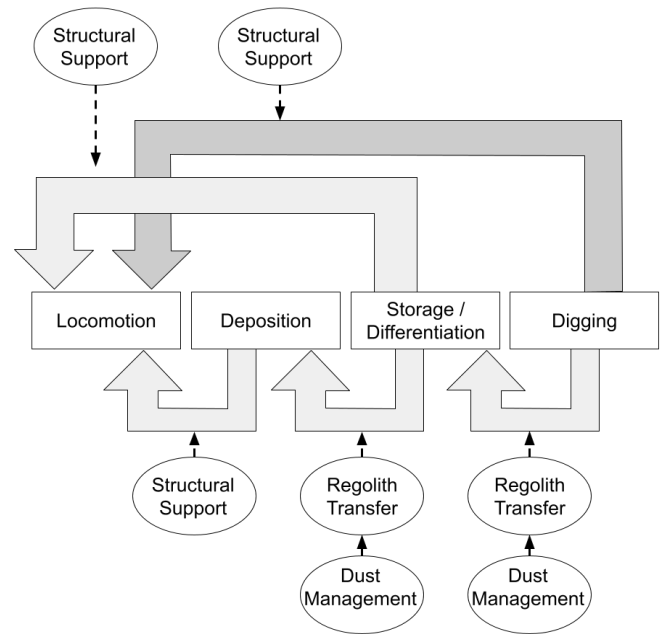 Structural
Support
Structural
Support
Locomotion
Deposition
Storage /
Differentiation
Digging
Structural
Support
Regolith
Transfer
Regolith
Transfer
Dust
Management
Dust
Management